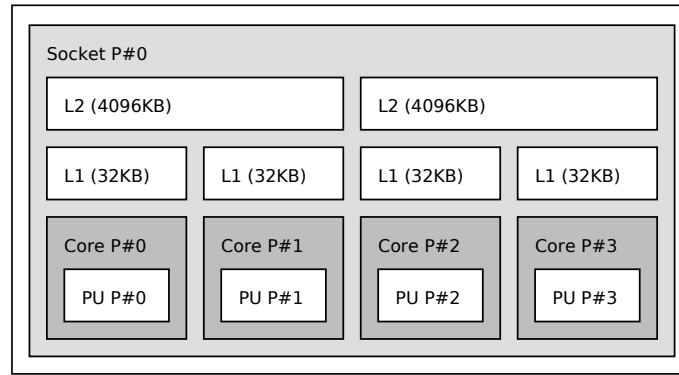 Socket P#0
L2 (4096KB) L2 (4096KB)
L1 (32KB) L1 (32KB) L1 (32KB) L1 (32KB)
Core P#0 Core P#1 Core P#2 Core P#3
PU P#0 PU P#1 PU P#2 PU P#3